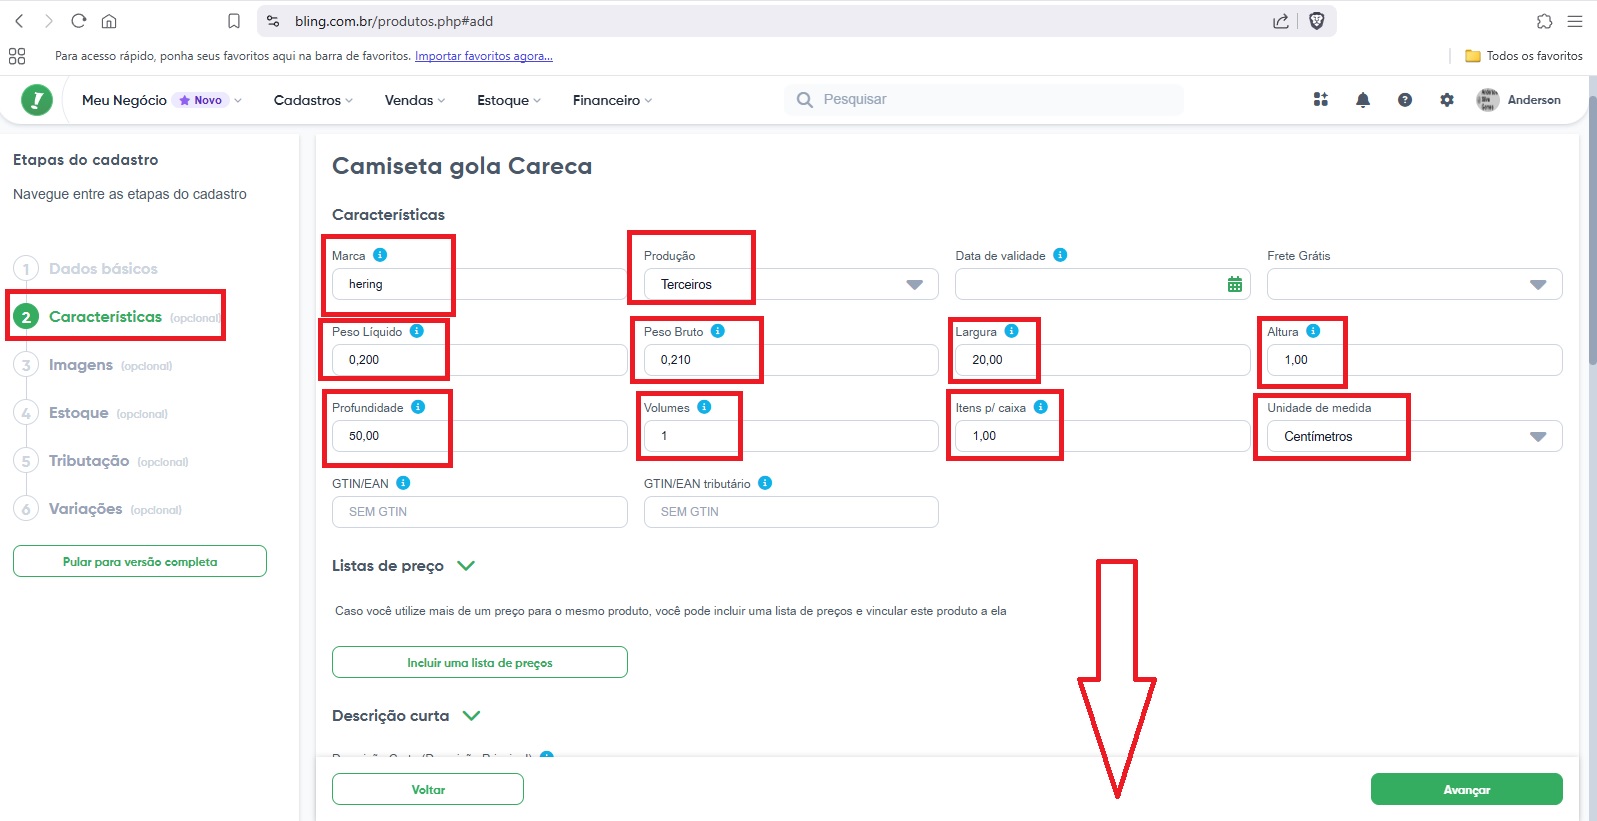 bling.com.br/produtos.php#add
Para acesso rápido, ponha seus favoritos aqui na barra de favoritos. Importar favoritos agora...
Todos os favoritos
Meu Negócio Novo
Cadastros
Vendas
Estoque
Financeiro
Pesquisar
Anderson
Etapas do cadastro
Navegue entre as etapas do cadastro
1 Dados básicos
2 Características (opcional)
3 Imagens (opcional)
4 Estoque (opcional)
5 Tributação (opcional)
6 Variações (opcional)
Pular para versão completa
Camiseta gola Careca
Características
Marca
hering
Produção
Terceiros
Data de validade
Frete Grátis
Peso Líquido
0,200
Peso Bruto
0,210
Largura
20,00
Altura
1,00
Profundidade
50,00
Volumes
1
Itens p/ caixa
1,00
Unidade de medida
Centímetros
GTIN/EAN
SEM GTIN
GTIN/EAN tributário
SEM GTIN
Listas de preço
Caso você utilize mais de um preço para o mesmo produto, você pode incluir uma lista de preços e vincular este produto a ela
Incluir uma lista de preços
Descrição curta
Voltar
Avançar